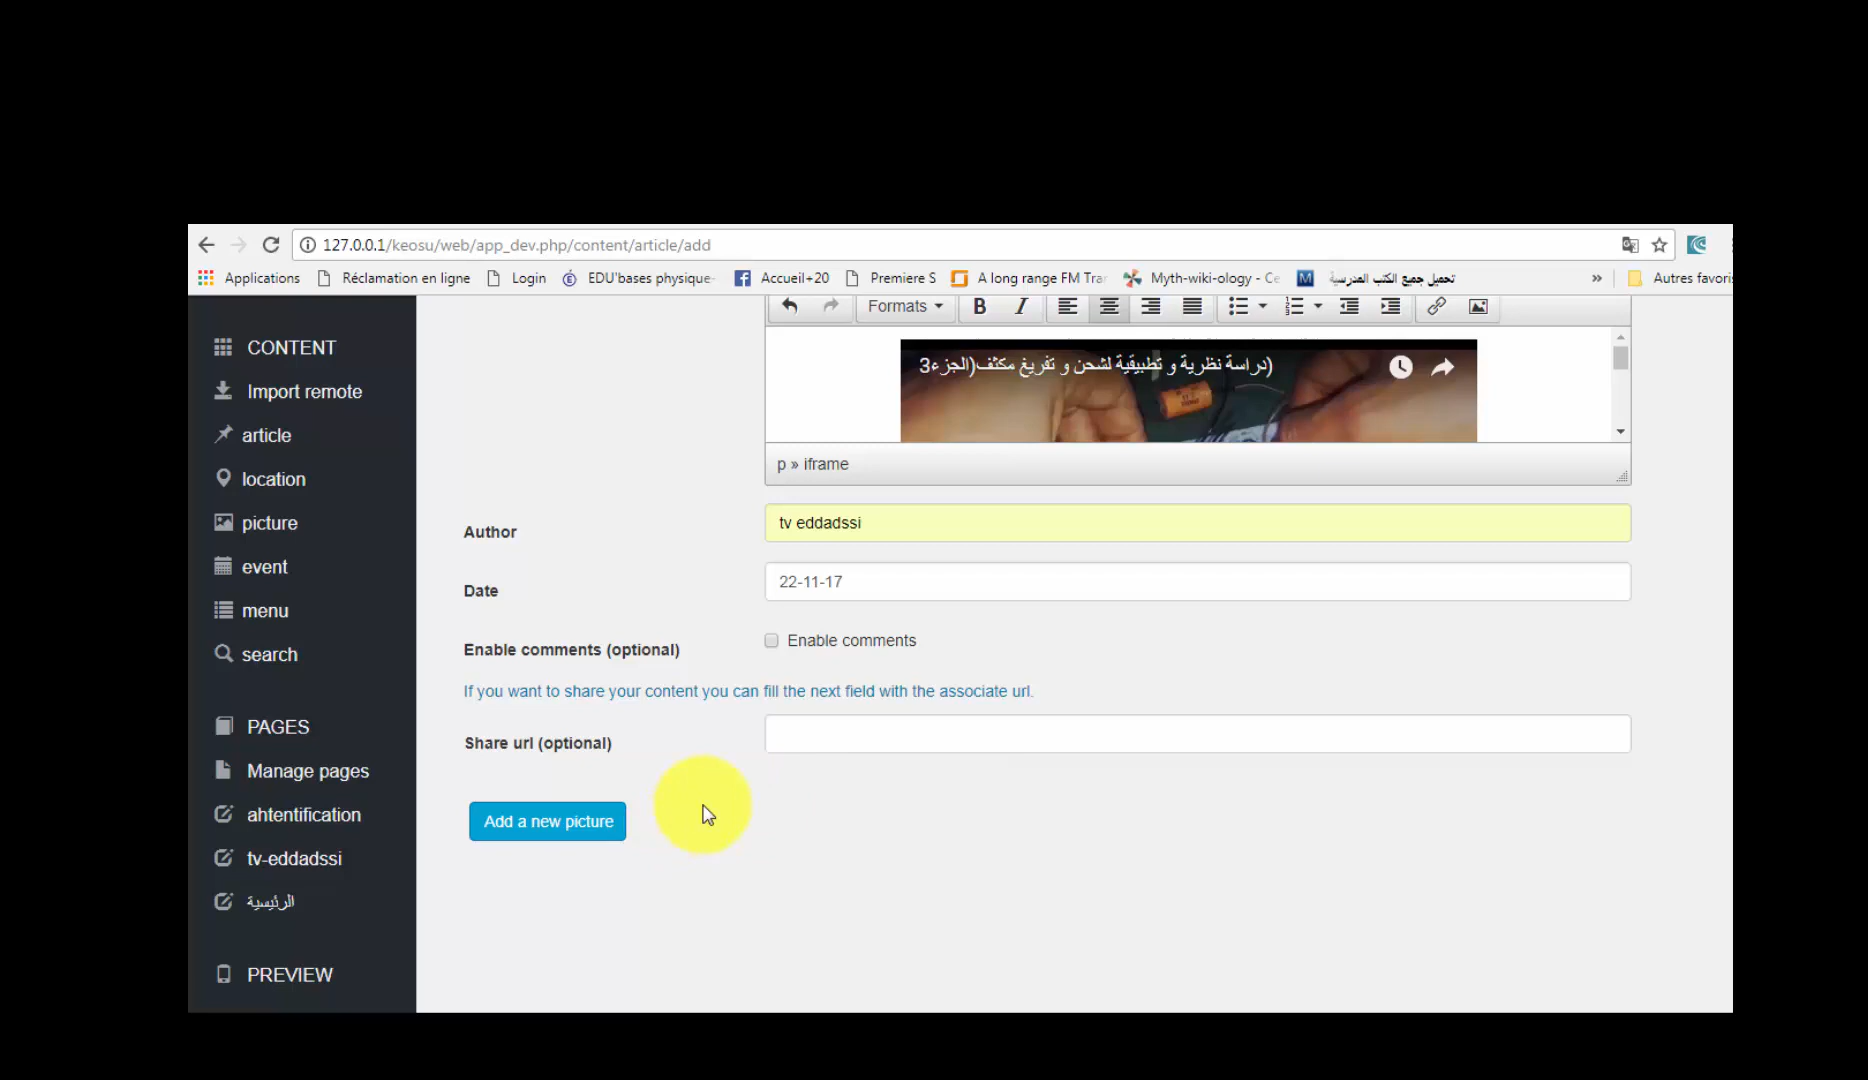 127.0.0.1/keosu/web/app_dev.php/content/article/add
Applications Réclamation en ligne Login EDU'bases physique- Accueil+20 Premiere S A long range FM Tra Myth-wiki-ology - Ce M تحميل جميع الكتب المدرسية » Autres favoris
Formats B I
CONTENT
Import remote
article
location
picture
event
menu
search
PAGES
Manage pages
ahtentification
tv-eddadssi
الرئيسية
PREVIEW
(دراسة نظرية و تطبيقية لشحن و تفريغ مكثف(الجزء3
p » iframe
Author tv eddadssi
Date 22-11-17
Enable comments (optional) Enable comments
If you want to share your content you can fill the next field with the associate url.
Share url (optional)
Add a new picture